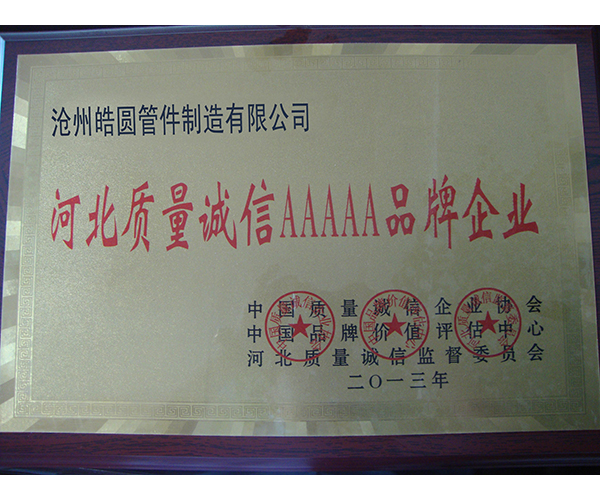 沧州皓圆管件制造有限公司
河北质量诚信AAAAA品牌企业
中国质量诚信企业协会
中国品牌价值评估中心
河北质量诚信监督委员会
二〇一三年